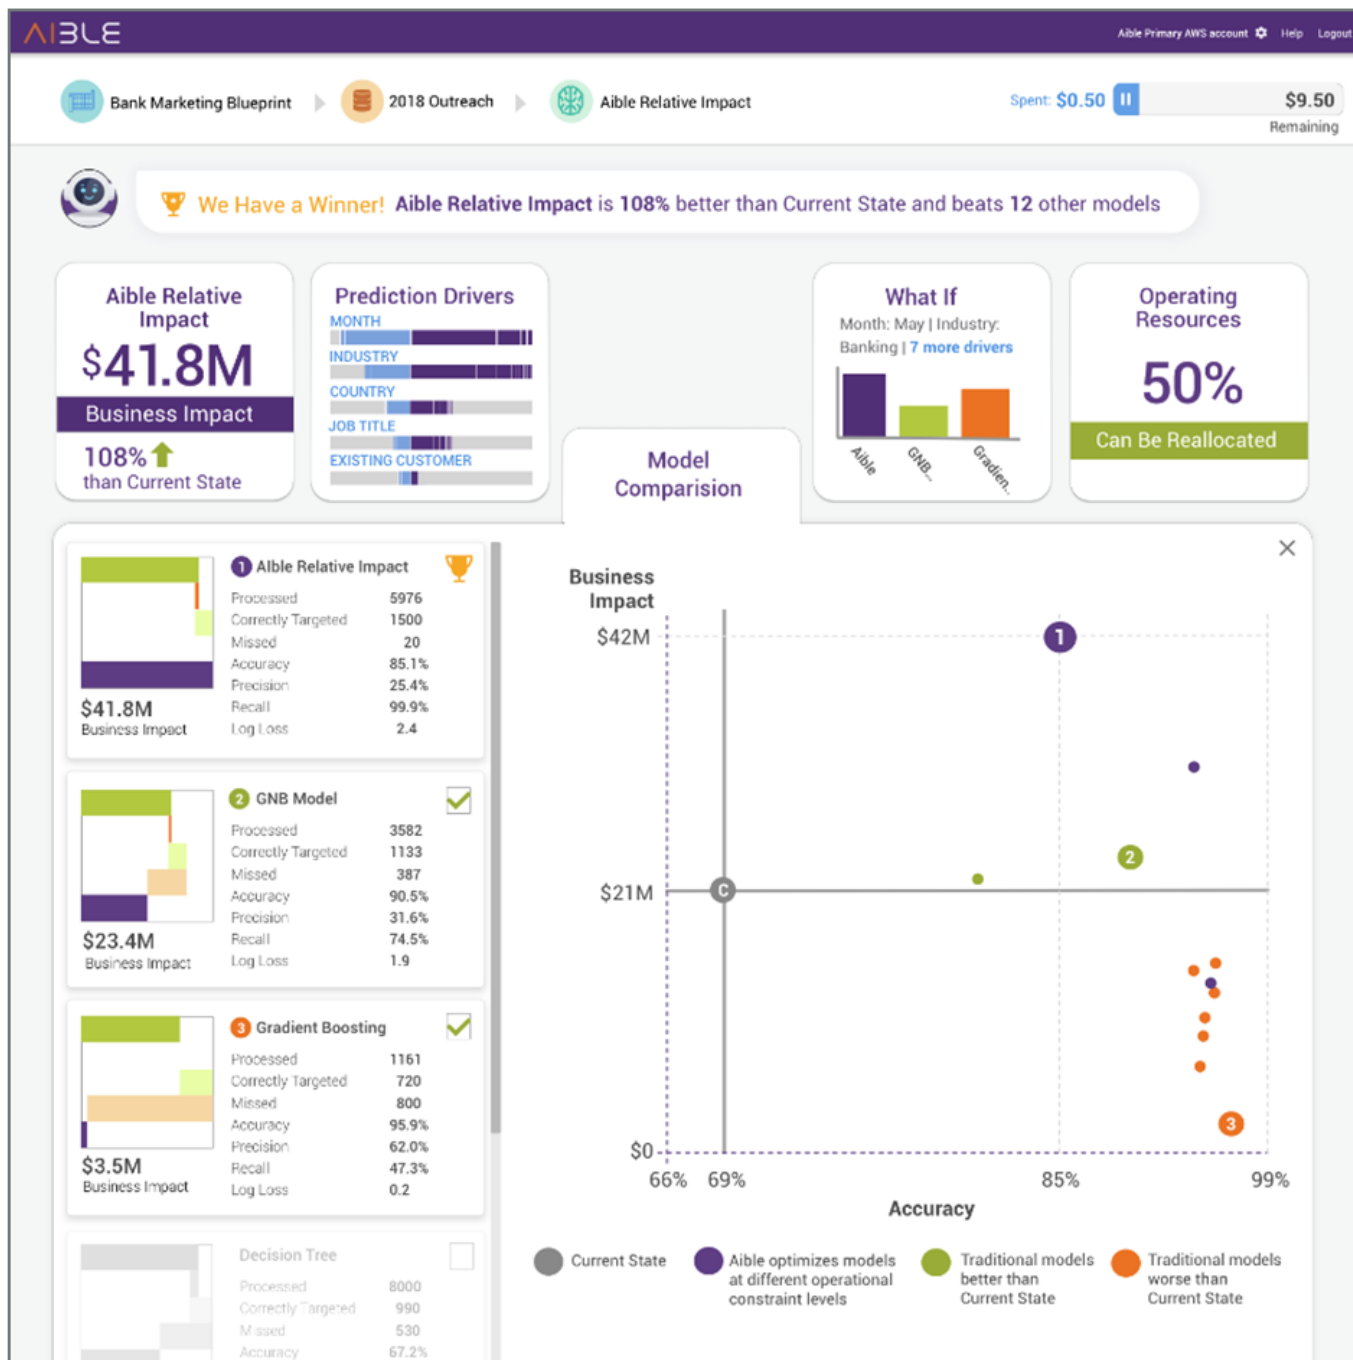 AIBLE
Aible Primary AWS account Help Logout
Bank Marketing Blueprint 2018 Outreach Aible Relative Impact
Spent: $0.50 $9.50
Remaining
We Have a Winner! Aible Relative Impact is 108% better than Current State and beats 12 other models
Aible Relative
Impact
$41.8M
Business Impact
108%
than Current State
Prediction Drivers
MONTH
INDUSTRY
COUNTRY
JOB TITLE
EXISTING CUSTOMER
Model
Comparision
What If
Month: May | Industry:
Banking | 7 more drivers
Aible
GNB...
Gradien..
Operating
Resources
50%
Can Be Reallocated
1 AIble Relative Impact
Processed 5976
Correctly Targeted 1500
Missed 20
Accuracy 85.1%
Precision 25.4%
Recall 99.9%
Log Loss 2.4
$41.8M
Business Impact
2 GNB Model
Processed 3582
Correctly Targeted 1133
Missed 387
Accuracy 90.5%
Precision 31.6%
Recall 74.5%
Log Loss 1.9
$23.4M
Business Impact
3 Gradient Boosting
Processed 1161
Correctly Targeted 720
Missed 800
Accuracy 95.9%
Precision 62.0%
Recall 47.3%
Log Loss 0.2
$3.5M
Business Impact
Decision Tree
Processed 8000
Correctly Targeted 990
Missed 530
Accuracy 67.2%
Business
Impact
$42M
1
2
$21M
C
3
$0
66% 69% 85% 99%
Accuracy
Current State
Aible optimizes models
at different operational
constraint levels
Traditional models
better than
Current State
Traditional models
worse than
Current State